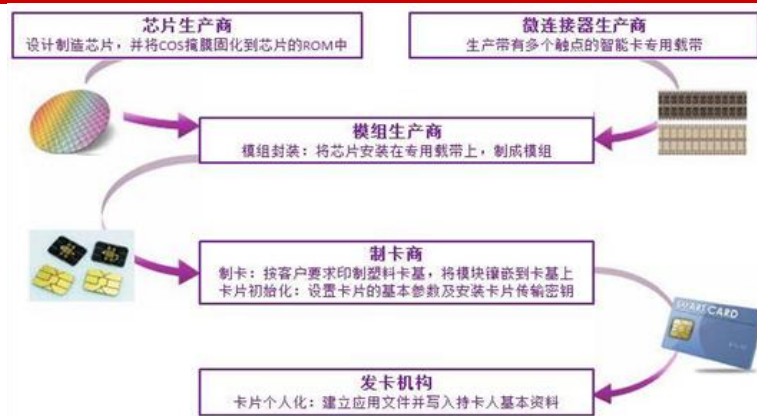 芯片生产商
设计制造芯片，并将COS掩膜固化到芯片的ROM中
微连接器生产商
生产带有多个触点的智能卡专用载带
模组生产商
模组封装：将芯片安装在专用载带上，制成模组
制卡商
制卡：按客户要求印制塑料卡基，将模块镶嵌到卡基上
卡片初始化：设置卡片的基本参数及安装卡片传输密钥
SMART CARD
发卡机构
卡片个人化：建立应用文件并写入持卡人基本资料